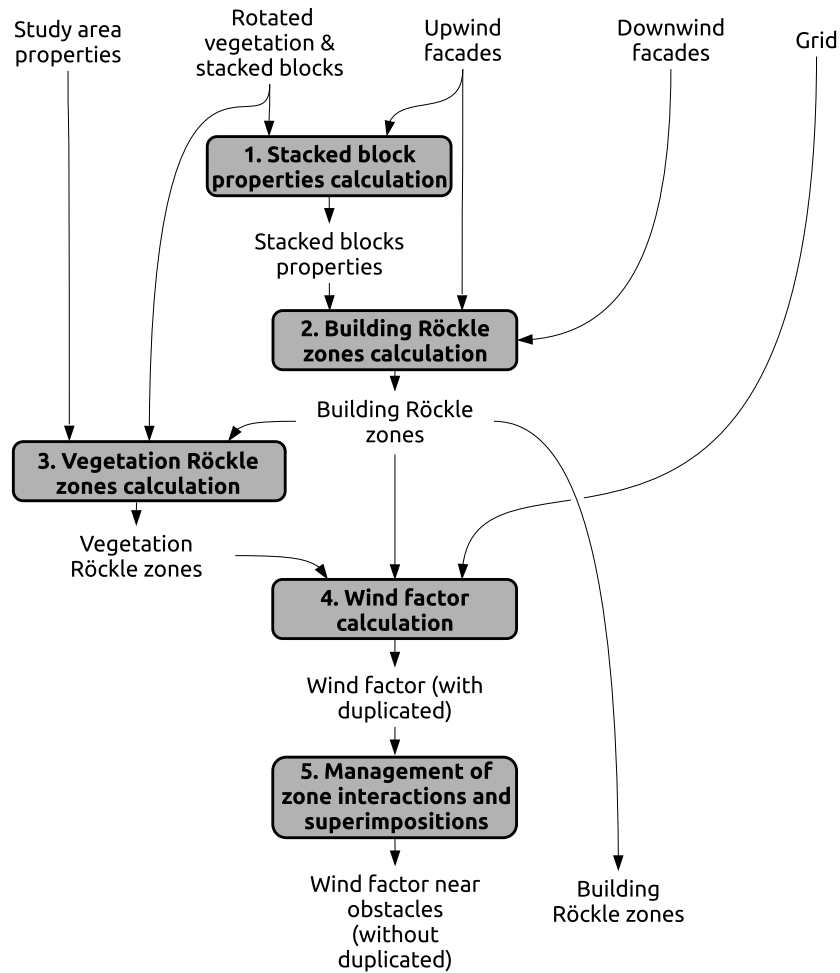 Study area
properties
Rotated
vegetation &
stacked blocks
Upwind
facades
Downwind
facades
Grid
1. Stacked block
properties calculation
Stacked blocks
properties
2. Building Röckle
zones calculation
Building Röckle
zones
3. Vegetation Röckle
zones calculation
Vegetation
Röckle zones
4. Wind factor
calculation
Wind factor (with
duplicated)
5. Management of
zone interactions and
superimpositions
Wind factor near
obstacles
(without
duplicated)
Building
Röckle zones